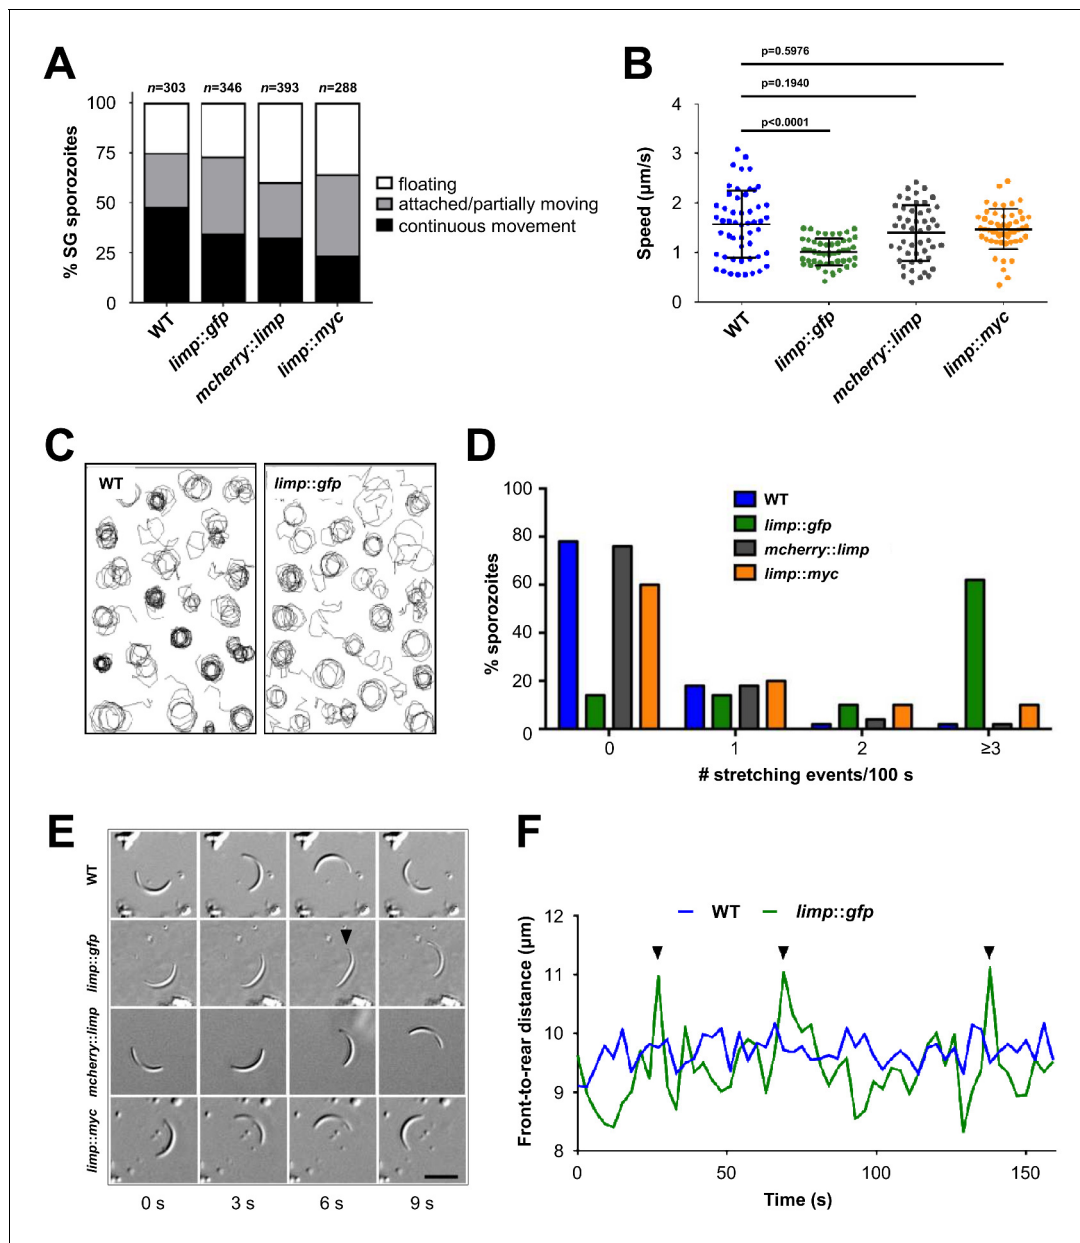 A
n=303 n=346 n=393 n=288
100
75
50
25
0
% SG sporozoites
floating
attached/partially moving
continuous movement
WT
limp::gfp
mcherry::limp
limp::myc
B
p=0.5976
p=0.1940
p<0.0001
4
3
2
1
0
Speed (µm/s)
WT
limp::gfp
mcherry::limp
limp::myc
C
WT
limp::gfp
D
100
80
60
40
20
0
% sporozoites
WT
limp::gfp
mcherry::limp
limp::myc
0 1 2 ≥3
# stretching events/100 s
E
WT
limp::gfp
mcherry::limp
limp::myc
0 s 3 s 6 s 9 s
F
WT limp::gfp
12
11
10
9
8
Front-to-rear distance (µm)
0 50 100 150
Time (s)